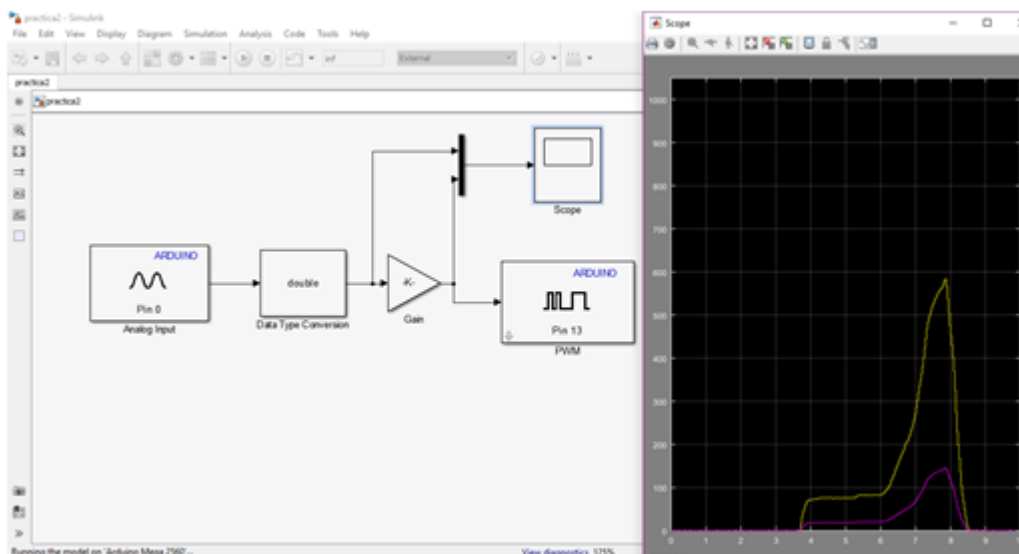 practica2 - Simulink
File Edit View Display Diagram Simulation Analysis Code Tools Help
inf
External
practica2
practica2
ARDUINO
Pin 0
Analog Input
double
Data Type Conversion
-K-
Gain
Scope
ARDUINO
Pin 13
PWM
Running the model on 'Arduino Mega 2560'...
View diagnostics 125%
Scope
1000
900
800
700
600
500
400
300
200
100
0
0 1 2 3 4 5 6 7 8 9